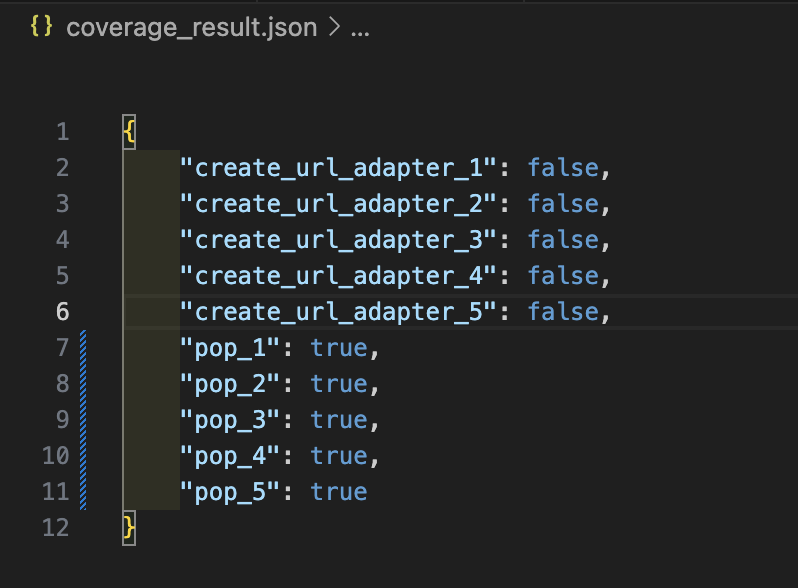 {} coverage_result.json > ...
1 {
2 "create_url_adapter_1": false,
3 "create_url_adapter_2": false,
4 "create_url_adapter_3": false,
5 "create_url_adapter_4": false,
6 "create_url_adapter_5": false,
7 "pop_1": true,
8 "pop_2": true,
9 "pop_3": true,
10 "pop_4": true,
11 "pop_5": true
12 }